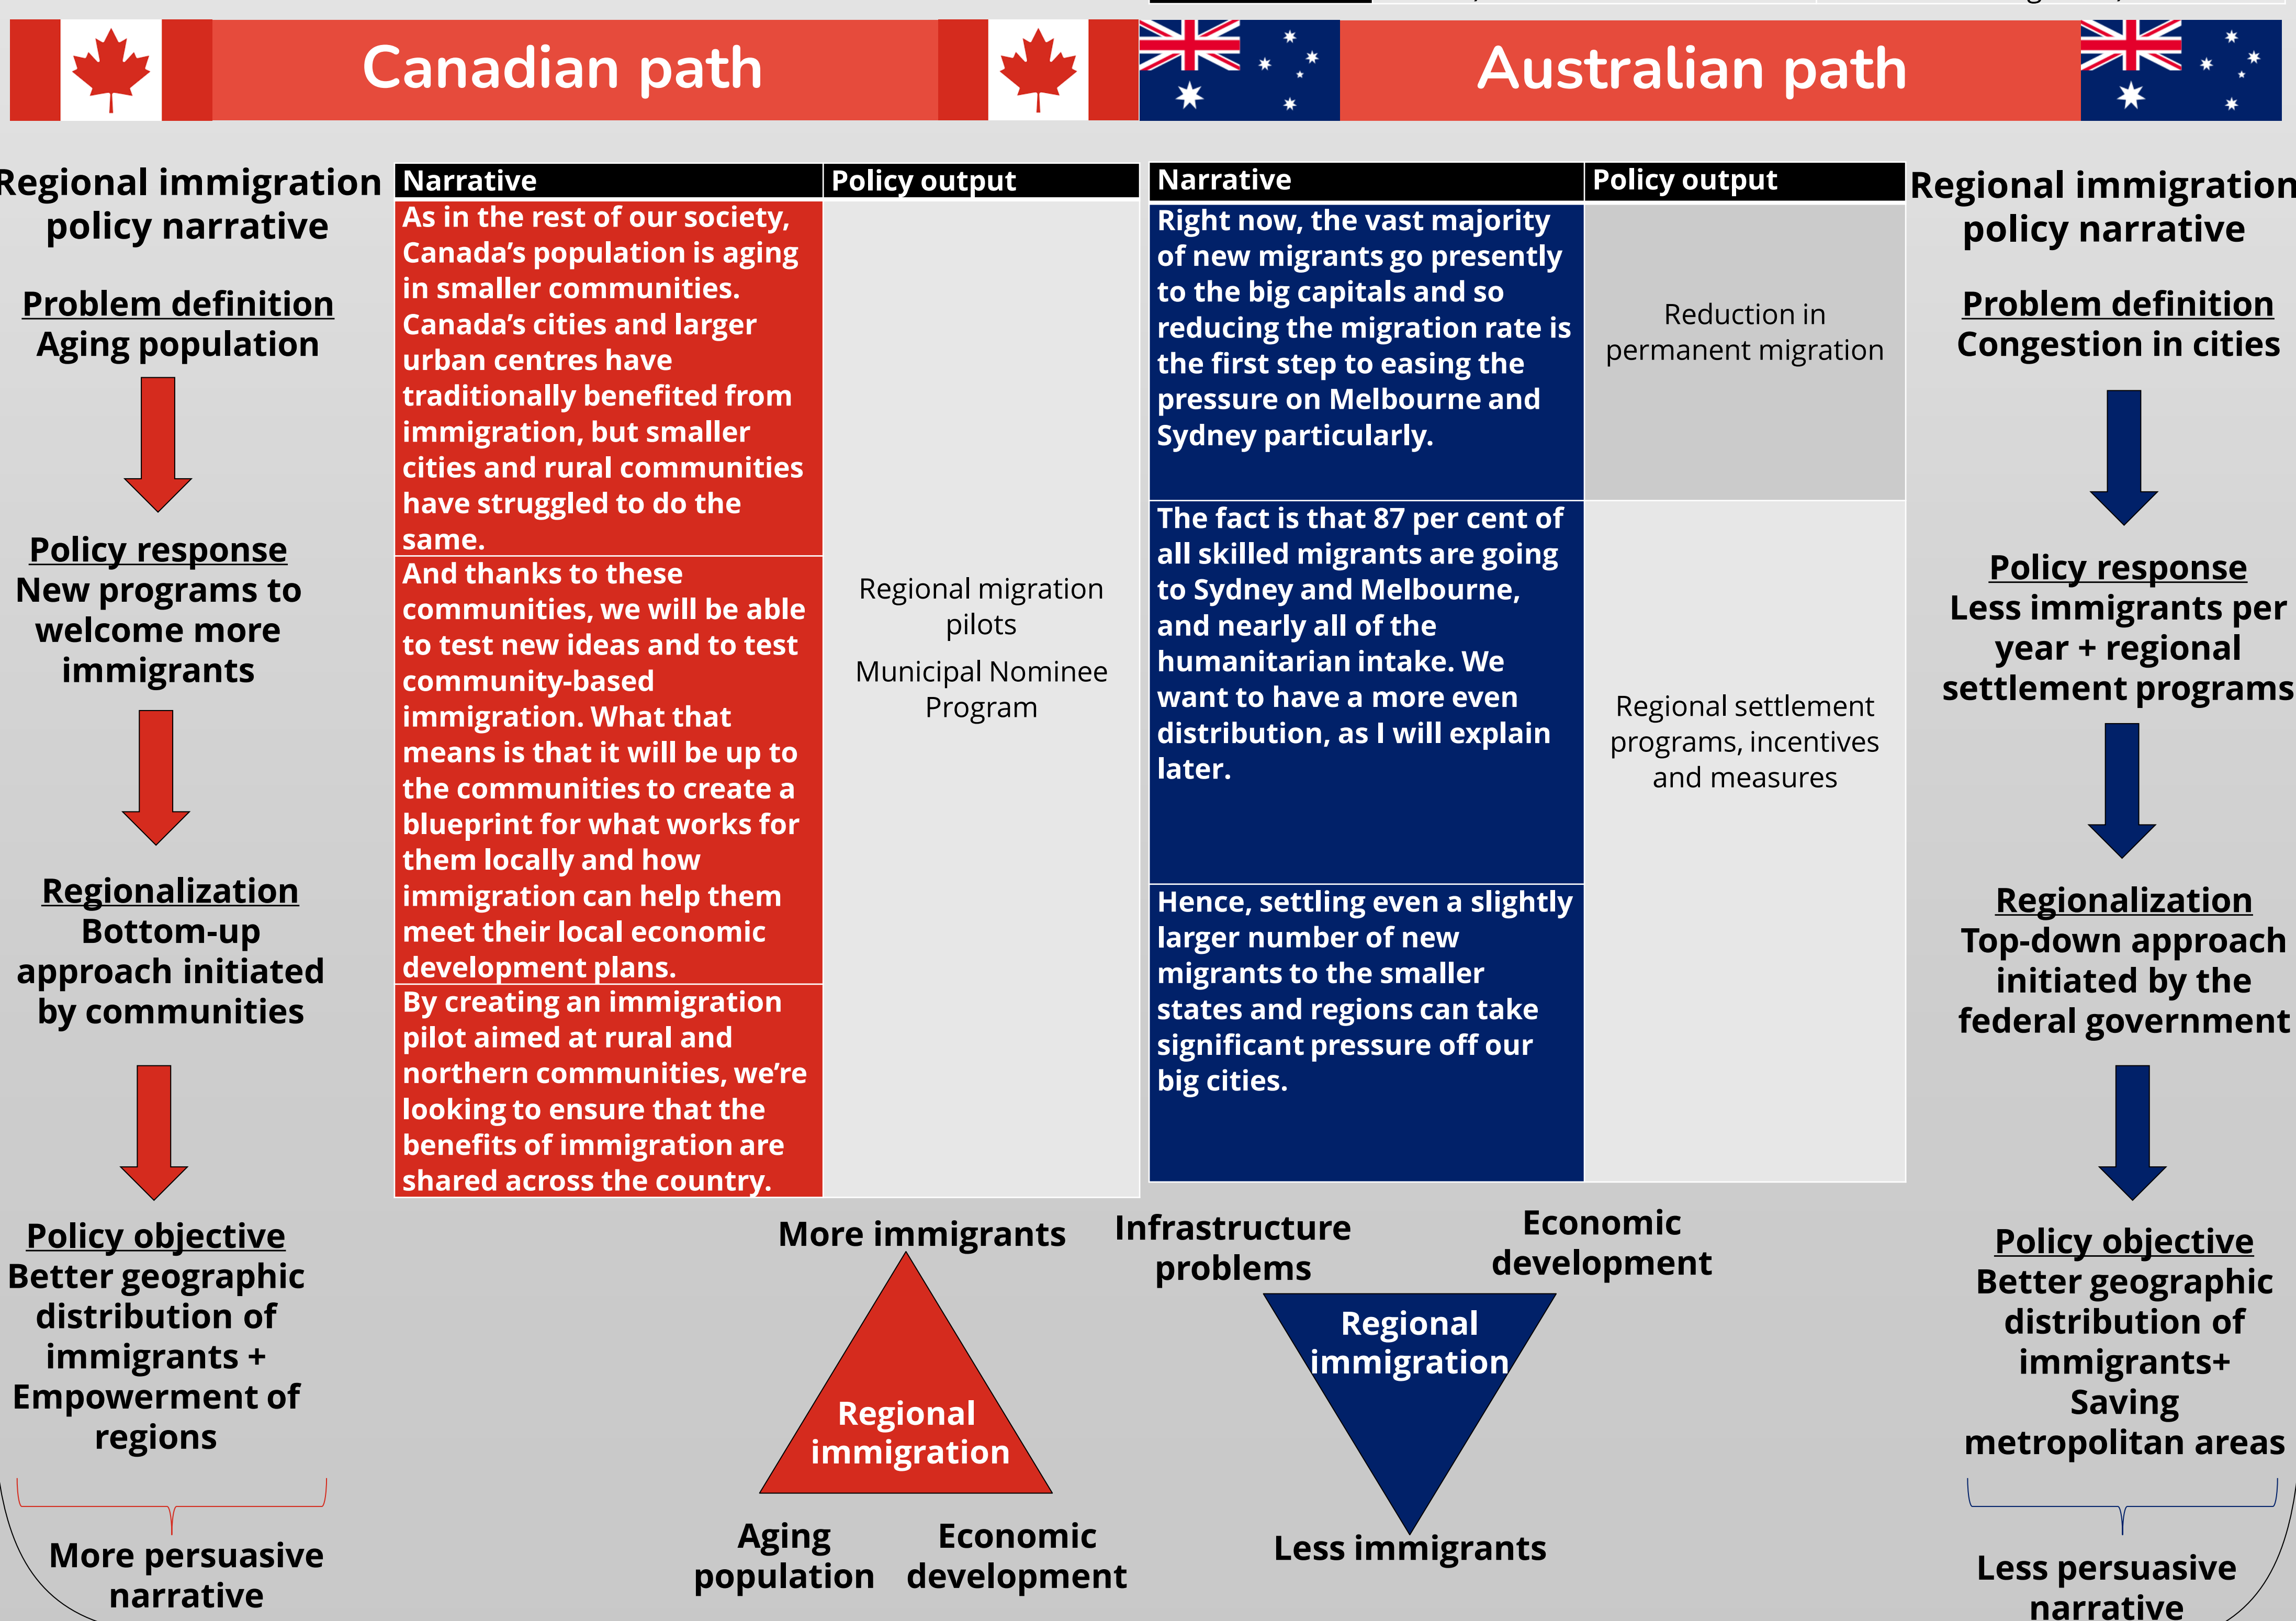 Canadian path
Regional immigration
policy narrative
Problem definition
Aging population
Policy response
New programs to
welcome more
immigrants
Regionalization
Bottom-up
approach initiated
by communities
Policy objective
Better geographic
distribution of
immigrants +
Empowerment of
regions
More persuasive
narrative
Narrative
Policy output
As in the rest of our society,
Canada’s population is aging
in smaller communities.
Canada’s cities and larger
urban centres have
traditionally benefited from
immigration, but smaller
cities and rural communities
have struggled to do the
same.
And thanks to these
communities, we will be able
to test new ideas and to test
community-based
immigration. What that
means is that it will be up to
the communities to create a
blueprint for what works for
them locally and how
immigration can help them
meet their local economic
development plans.
By creating an immigration
pilot aimed at rural and
northern communities, we’re
looking to ensure that the
benefits of immigration are
shared across the country.
Regional migration
pilots
Municipal Nominee
Program
More immigrants
Regional
immigration
Aging
population
Economic
development
Australian path
Narrative
Policy output
Right now, the vast majority
of new migrants go presently
to the big capitals and so
reducing the migration rate is
the first step to easing the
pressure on Melbourne and
Sydney particularly.
Reduction in
permanent migration
The fact is that 87 per cent of
all skilled migrants are going
to Sydney and Melbourne,
and nearly all of the
humanitarian intake. We
want to have a more even
distribution, as I will explain
later.
Hence, settling even a slightly
larger number of new
migrants to the smaller
states and regions can take
significant pressure off our
big cities.
Regional settlement
programs, incentives
and measures
Infrastructure
problems
Economic
development
Regional
immigration
Less immigrants
Regional immigration
policy narrative
Problem definition
Congestion in cities
Policy response
Less immigrants per
year + regional
settlement programs
Regionalization
Top-down approach
initiated by the
federal government
Policy objective
Better geographic
distribution of
immigrants+
Saving
metropolitan areas
Less persuasive
narrative